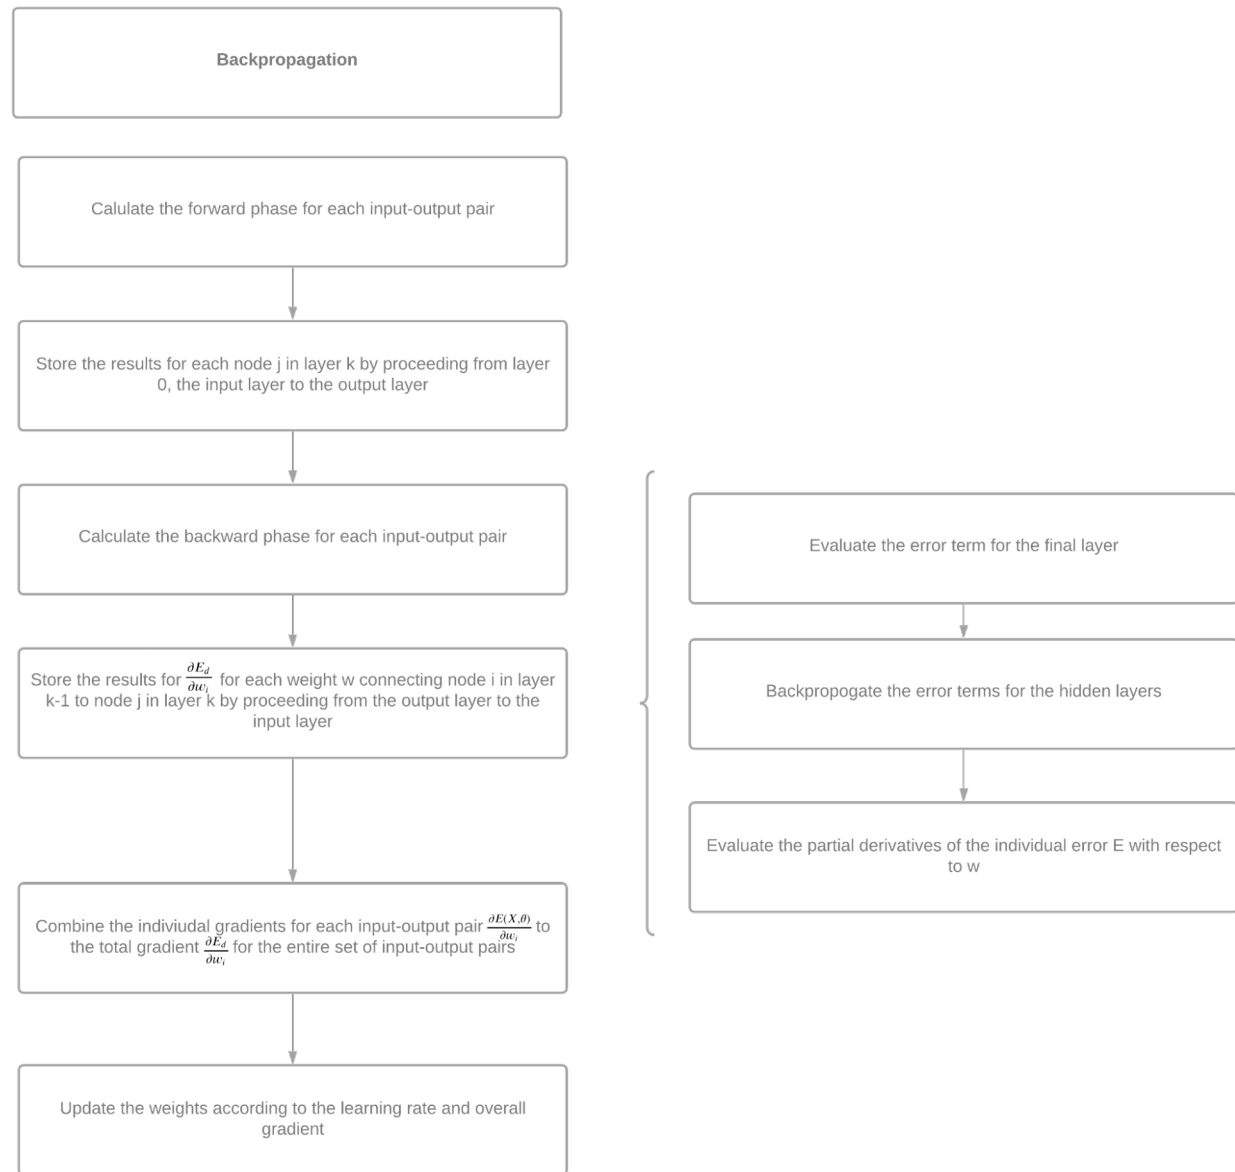 Backpropagation
Calulate the forward phase for each input-output pair
Store the results for each node j in layer k by proceeding from layer
0, the input layer to the output layer
Calculate the backward phase for each input-output pair
Store the results for ∂E_d/∂w_i for each weight w connecting node i in layer
k-1 to node j in layer k by proceeding from the output layer to the
input layer
Combine the indiviudal gradients for each input-output pair ∂E(X,θ)/∂w_i to
the total gradient ∂E_d/∂w_i for the entire set of input-output pairs
Update the weights according to the learning rate and overall
gradient
Evaluate the error term for the final layer
Backpropogate the error terms for the hidden layers
Evaluate the partial derivatives of the individual error E with respect
to w